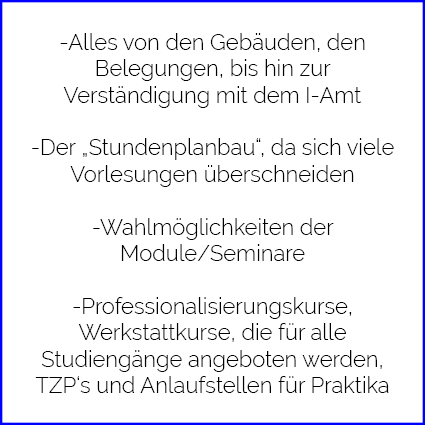 -Alles von den Gebäuden, den
Belegungen, bis hin zur
Verständigung mit dem I-Amt
-Der „Stundenplanbau“, da sich viele
Vorlesungen überschneiden
-Wahlmöglichkeiten der
Module/Seminare
-Professionalisierungskurse,
Werkstattkurse, die für alle
Studiengänge angeboten werden,
TZP's und Anlaufstellen für Praktika